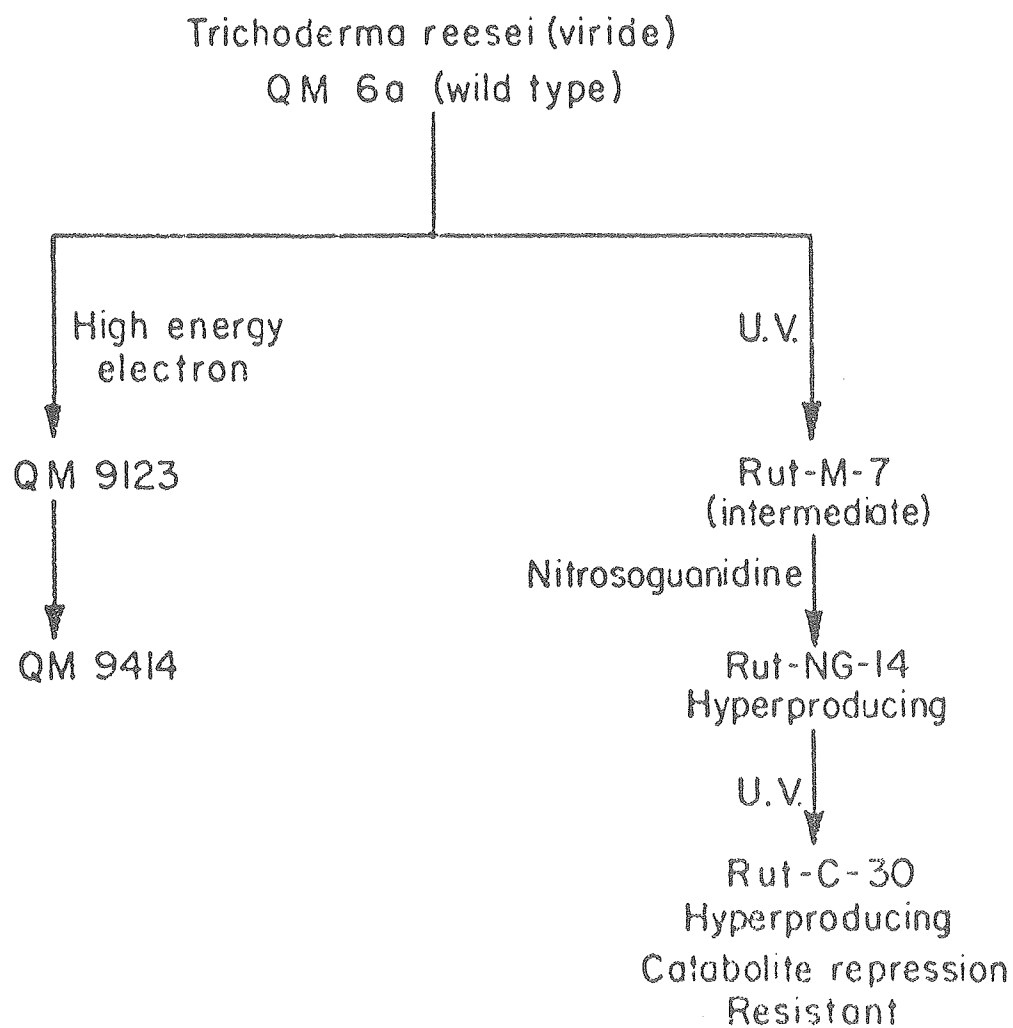 Trichoderma reesei (viride)
QM 6a (wild type)
High energy
electron
U.V.
QM 9123
Rut-M-7
(intermediate)
Nitrosoguanidine
QM 9414
Rut-NG-14
Hyperproducing
U.V.
Rut-C-30
Hyperproducing
Catabolite repression
Resistant